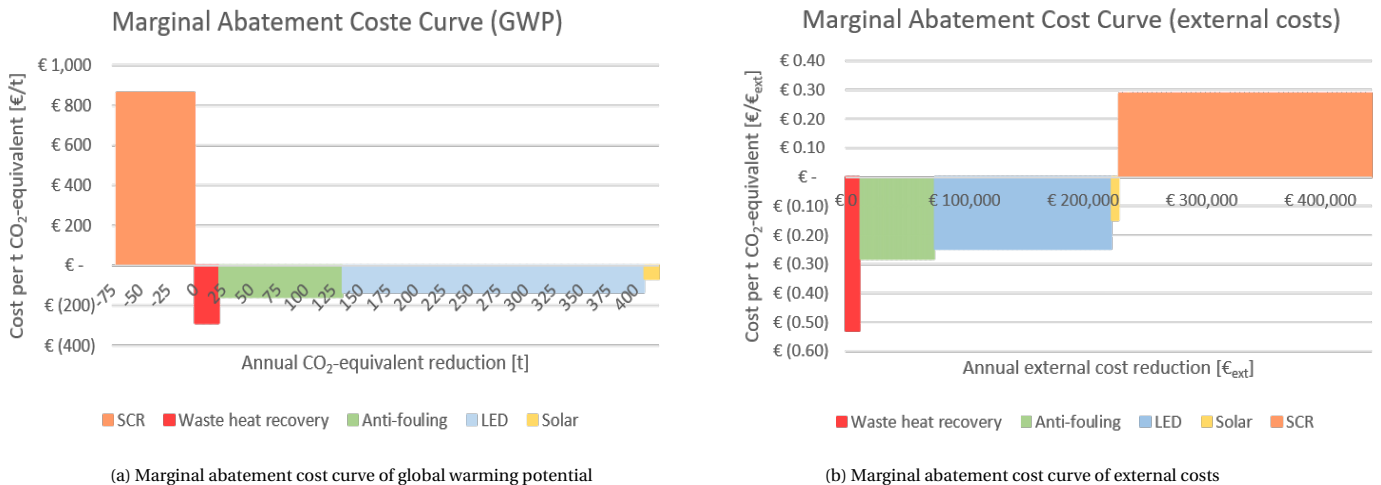 Marginal Abatement Coste Curve (GWP)
Cost per t CO₂-equivalent [€/t]
€ 1,000
€ 800
€ 600
€ 400
€ 200
€ -
€ (200)
€ (400)
-75 -50 -25 0 25 50 75 100 125 150 175 200 225 250 275 300 325 350 375 400
Annual CO₂-equivalent reduction [t]
SCR Waste heat recovery Anti-fouling LED Solar
(a) Marginal abatement cost curve of global warming potential
Marginal Abatement Cost Curve (external costs)
Cost per t CO₂-equivalent [€/€ext]
€ 0.40
€ 0.30
€ 0.20
€ 0.10
€ -
€ (0.10)
€ (0.20)
€ (0.30)
€ (0.40)
€ (0.50)
€ (0.60)
€ 0 € 100,000 € 200,000 € 300,000 € 400,000
Annual external cost reduction [€ext]
Waste heat recovery Anti-fouling LED Solar SCR
(b) Marginal abatement cost curve of external costs